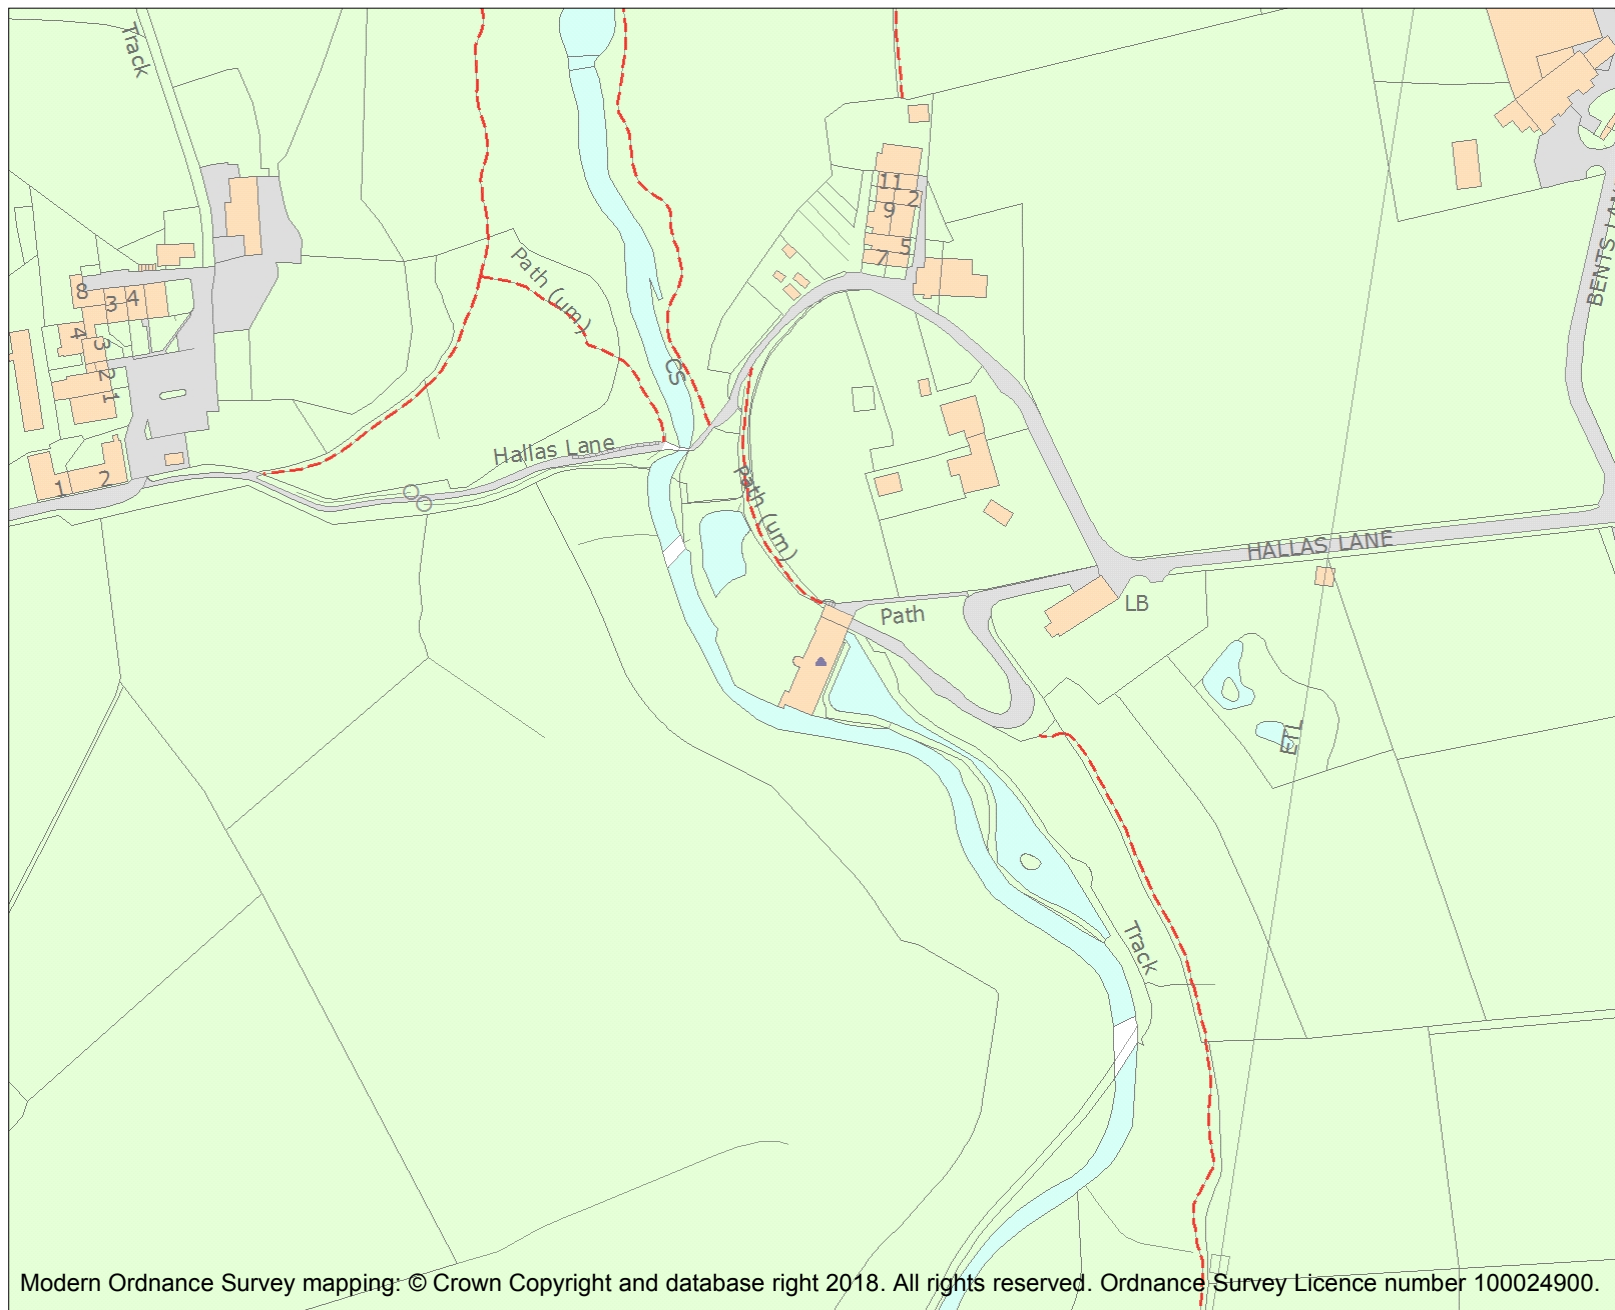 Track
11
2
9
5
7
BENTS LAN
Path (um)
8
3
4
4
3
2
1
CS
Hallas Lane
1
2
Path (um)
HALLAS LANE
LB
Path
ETL
Track
Modern Ordnance Survey mapping: © Crown Copyright and database right 2018. All rights reserved. Ordnance Survey Licence number 100024900.